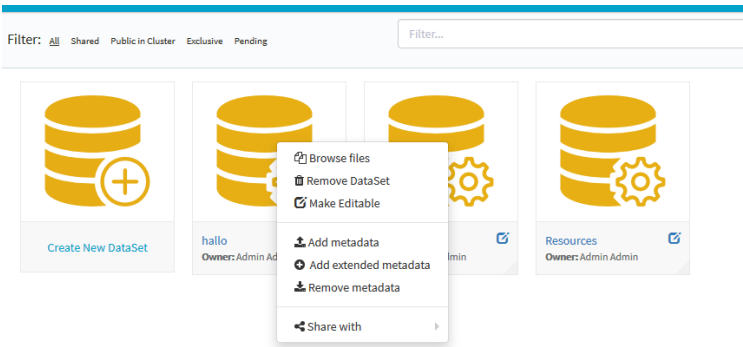 Filter: All Shared Public in Cluster Exclusive Pending
Filter...
Browse files
Remove DataSet
Make Editable
Add metadata
Add extended metadata
Remove metadata
Share with
Create New DataSet
hallo
Owner: Admin Ad
min
Resources
Owner: Admin Admin